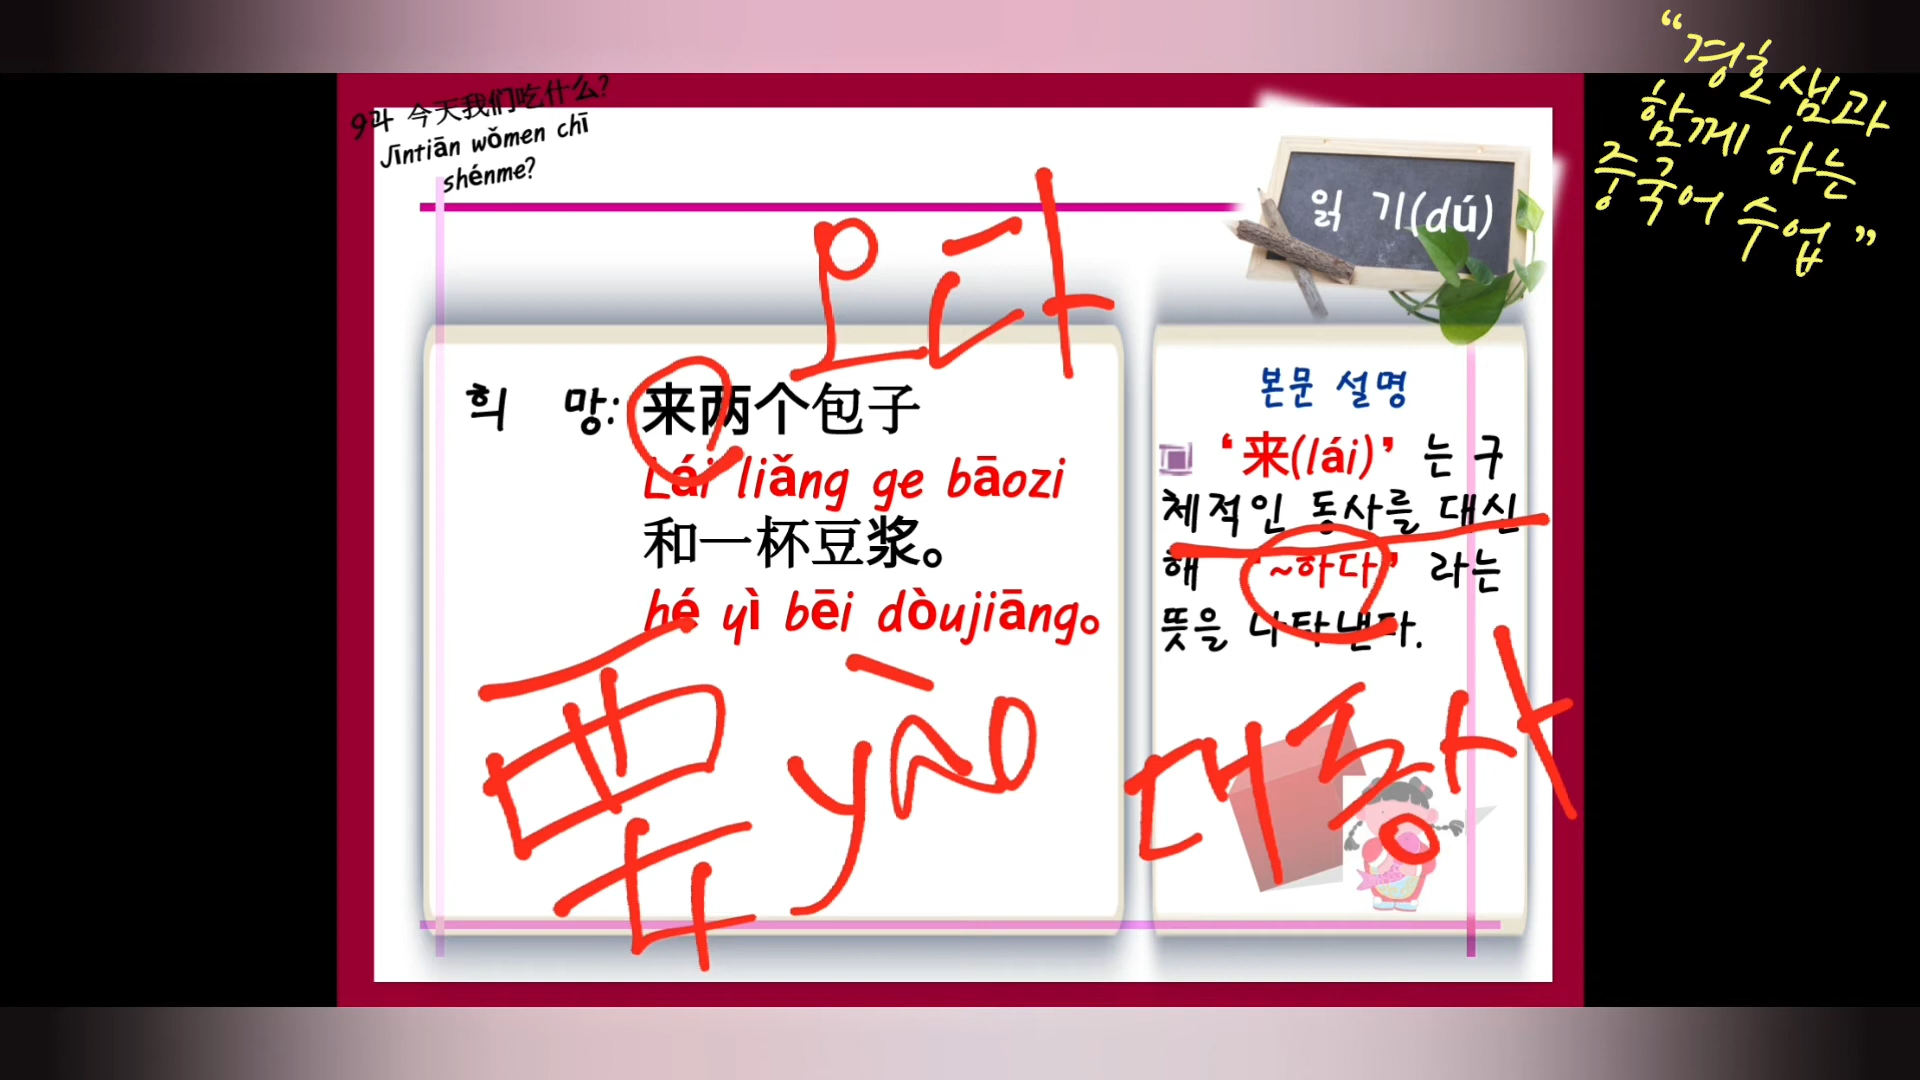 "경호샘과
함께 하는
중국어 수업"
9과 今天我们吃什么?
Jīntiān wǒmen chī
shénme?
읽 기(dú)
오다
희 망: 来两个包子
Lái liǎng ge bāozi
和一杯豆浆。
hé yì bēi dòujiāng。
要 yào
본문 설명
‘来(lái)’ 는 구
체적인 동사를 대신
해 ‘~하다’ 라는
뜻을 나타낸다.
대동사